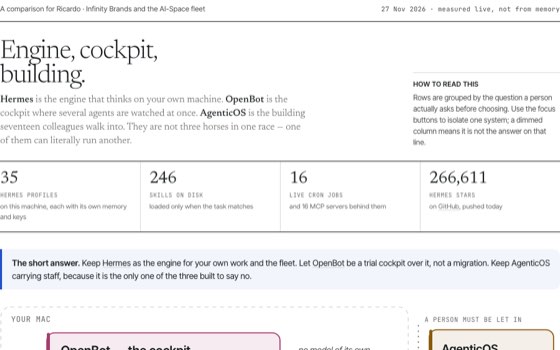 A comparison for Ricardo · Infinity Brands and the AI-Space fleet
27 Nov 2026 · measured live, not from memory
Engine, cockpit,
building.
Hermes is the engine that thinks on your own machine. OpenBot is the
cockpit where several agents are watched at once. AgenticOS is the building
seventeen colleagues walk into. They are not three horses in one race — one
of them can literally run another.
HOW TO READ THIS
Rows are grouped by the question a person
actually asks before choosing. Use the focus
buttons to isolate one system; a dimmed
column means it is not the answer on that
line.
35
HERMES PROFILES
on this machine, each with its own memory
and keys
246
SKILLS ON DISK
loaded only when the task matches
16
LIVE CRON JOBS
and 16 MCP servers behind them
266,611
HERMES STARS
on GitHub, pushed today
The short answer. Keep Hermes as the engine for your own work and the fleet. Let OpenBot be a trial cockpit over it, not a migration. Keep AgenticOS
carrying staff, because it is the only one of the three built to say no.
YOUR MAC
A PERSON MUST BE LET IN
OpenBot — the cockpit
no model of its own
AgenticOS